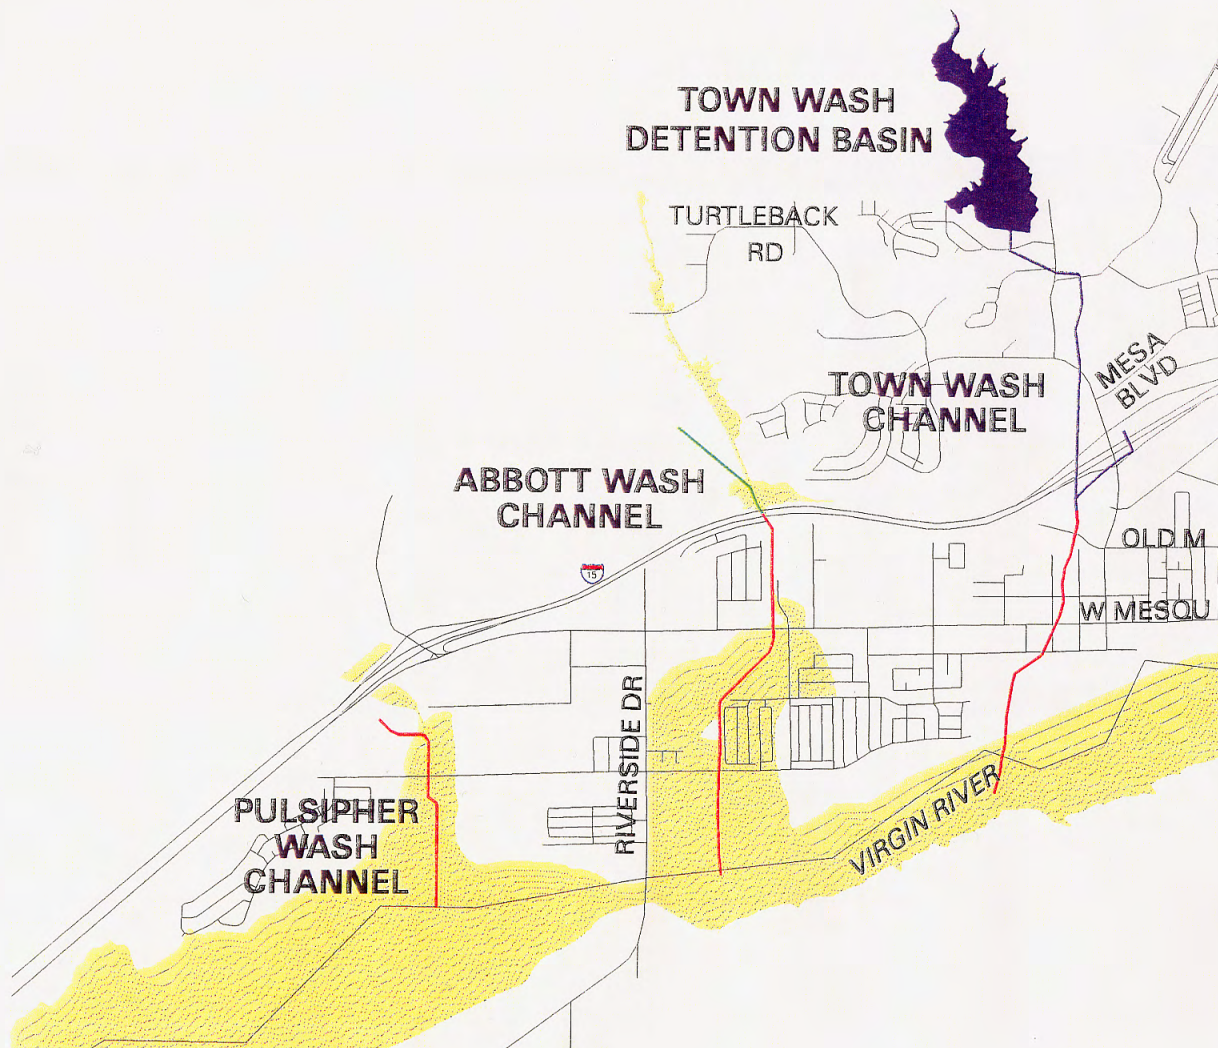 TOWN WASH
DETENTION BASIN
TURTLEBACK
RD
MESA
BLVD
TOWN WASH
CHANNEL
ABBOTT WASH
CHANNEL
OLD M
15
W MESQU
RIVERSIDE DR
VIRGIN RIVER
PULSIPHER
WASH
CHANNEL